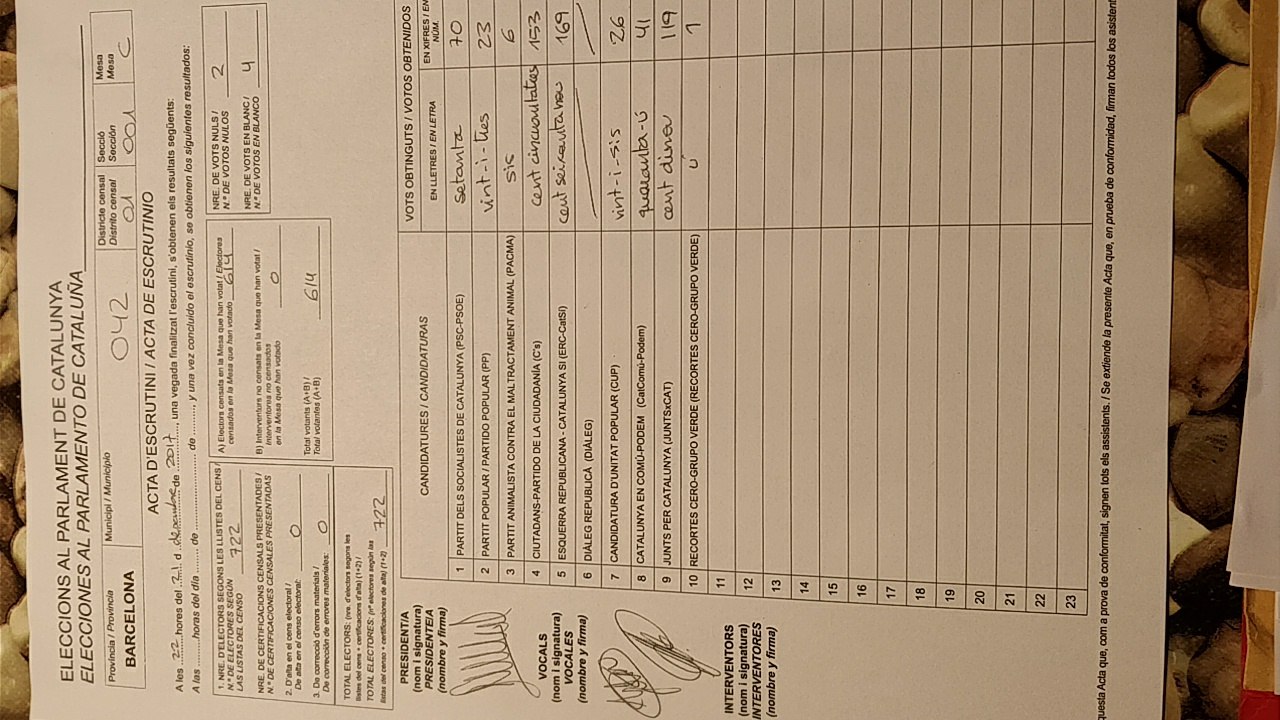 ELECCIONS AL PARLAMENT DE CATALUNYA
ELECCIONES AL PARLAMENTO DE CATALUÑA
Província / Provincia
BARCELONA
Municipi / Municipio
042
Districte censal
Distrito censal
01
Secció
Sección
001
Mesa
Mesa
C
ACTA D'ESCRUTINI / ACTA DE ESCRUTINIO
A les 22 hores del 21 d desembre de 2017, una vegada finalitzat l'escrutini, s'obtenen els resultats següents:
A las ......... horas del día ......... de ......... de ........., y una vez concluido el escrutinio, se obtienen los siguientes resultados:
1. NRE. D'ELECTORS SEGONS LES LLISTES DEL CENS /
N.º DE ELECTORES SEGÚN
LAS LISTAS DEL CENSO 722
NRE. DE CERTIFICACIONS CENSALS PRESENTADES /
N.º DE CERTIFICACIONES CENSALES PRESENTADAS
2. D'alta en el cens electoral /
De alta en el censo electoral: 0
3. De correcció d'errors materials /
De corrección de errores materiales: 0
TOTAL ELECTORS: (nre. d'electors segons les
llistes del cens + certificacions d'alta) (1+2) /
TOTAL ELECTORES: (nº electores según las
listas del censo + certificaciones de alta) (1+2) 722
A) Electors censats en la Mesa que han votat / Electores
censados en la Mesa que han votado 614
B) Interventors no censats en la Mesa que han votat /
Interventores no censados
en la Mesa que han votado 0
Total votants (A+B) /
Total votantes (A+B) 614
NRE. DE VOTS NULS /
N.º DE VOTOS NULOS 2
NRE. DE VOTS EN BLANC /
N.º DE VOTOS EN BLANCO 4
PRESIDENT/A
(nom i signatura)
PRESIDENTE/A
(nombre y firma)
VOCALS
(nom i signatura)
VOCALES
(nombre y firma)
INTERVENTORS
(nom i signatura)
INTERVENTORES
(nombre y firma)
CANDIDATURES / CANDIDATURAS
VOTS OBTINGUTS / VOTOS OBTENIDOS
EN LLETRES / EN LETRA
EN XIFRES / EN
NÚM.
1 PARTIT DELS SOCIALISTES DE CATALUNYA (PSC-PSOE) setanta 70
2 PARTIT POPULAR / PARTIDO POPULAR (PP) vint-i-tres 23
3 PARTIT ANIMALISTA CONTRA EL MALTRACTAMENT ANIMAL (PACMA) sis 6
4 CIUTADANS-PARTIDO DE LA CIUDADANÍA (C's) cent cinquantatres 153
5 ESQUERRA REPUBLICANA - CATALUNYA SÍ (ERC-CatSí) cent seixanta nou 169
6 DIÀLEG REPUBLICÀ (DIÀLEG)
7 CANDIDATURA D'UNITAT POPULAR (CUP) vint-i-sis 26
8 CATALUNYA EN COMÚ-PODEM (CatComú-Podem) quaranta-ú 41
9 JUNTS PER CATALUNYA (JUNTSxCAT) cent dinou 119
10 RECORTES CERO-GRUPO VERDE (RECORTES CERO-GRUPO VERDE) ú 1
11
12
13
14
15
16
17
18
19
20
21
22
23
questa Acta que, com a prova de conformitat, signen tots els assistents. / Se extiende la presente Acta que, en prueba de conformidad, firman todos los asistent